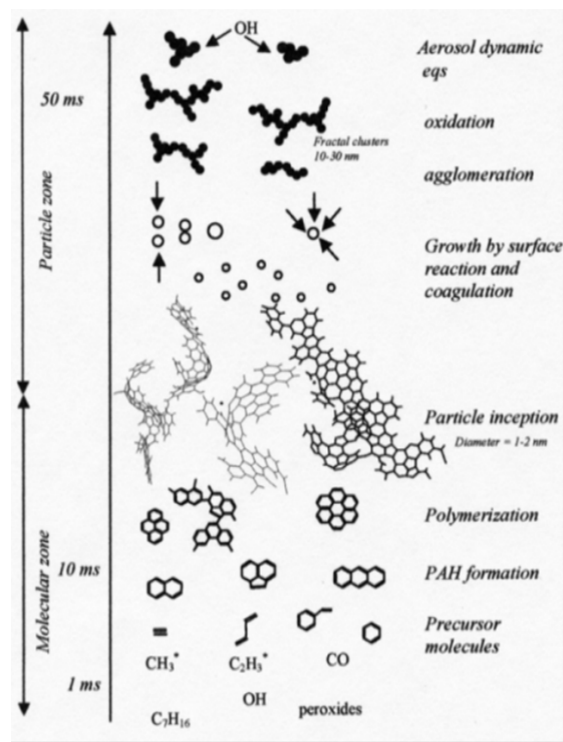 OH
Aerosol dynamic
eqs
50 ms
oxidation
Fractal clusters
10-30 nm
agglomeration
Particle zone
Growth by surface
reaction and
coagulation
Particle inception
Diameter = 1-2 nm
Polymerization
Molecular zone
10 ms
PAH formation
Precursor
molecules
CH₃* C₂H₃* CO
1 ms
OH peroxides
C₇H₁₆